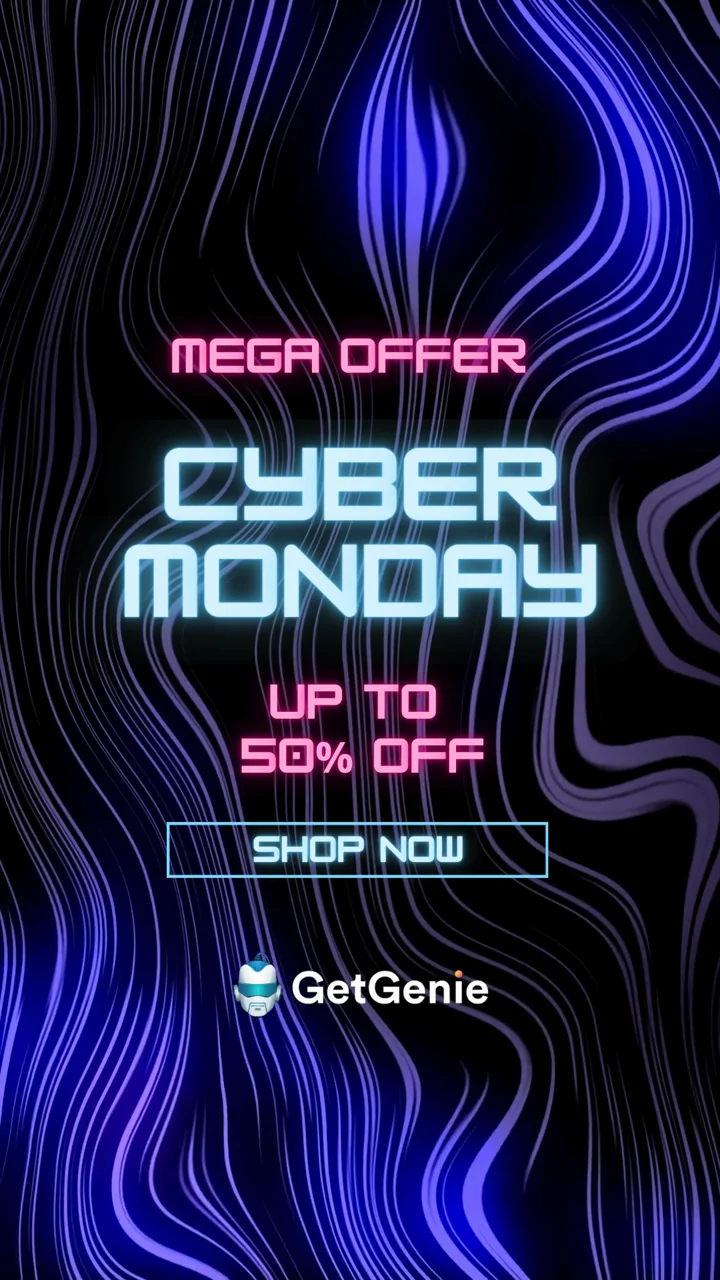 MEGA OFFER
CYBER
MONDAY
UP TO
50% OFF
SHOP NOW
GetGenie